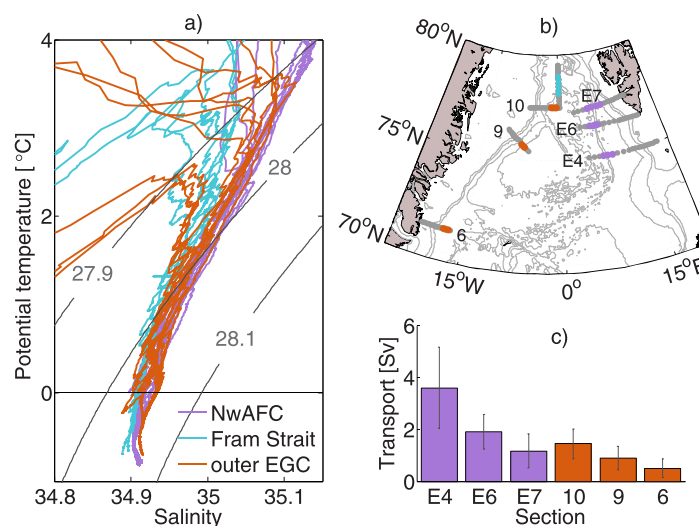 a)
4
2
0
Potential temperature [ °C]
28
27.9
28.1
NwAFC
Fram Strait
outer EGC
34.8
34.9
35
35.1
Salinity
b)
80°N
75°N
70°N
10
E7
9
E6
E4
6
15°W
0°
15°E
c)
6
4
2
0
Transport [Sv]
E4
E6
E7
10
9
6
Section